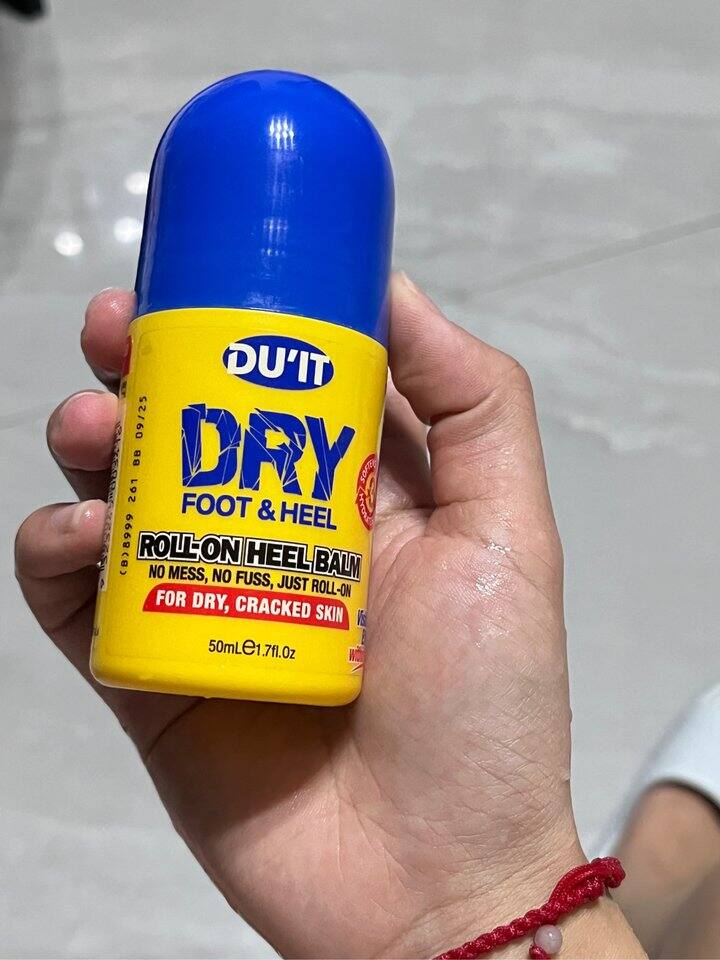 DU'IT
DRY
FOOT & HEEL
ROLL-ON HEEL BALM
NO MESS, NO FUSS, JUST ROLL-ON
FOR DRY, CRACKED SKIN
50mL℮1.7fl.Oz
(B)8999 261 BB 09/25